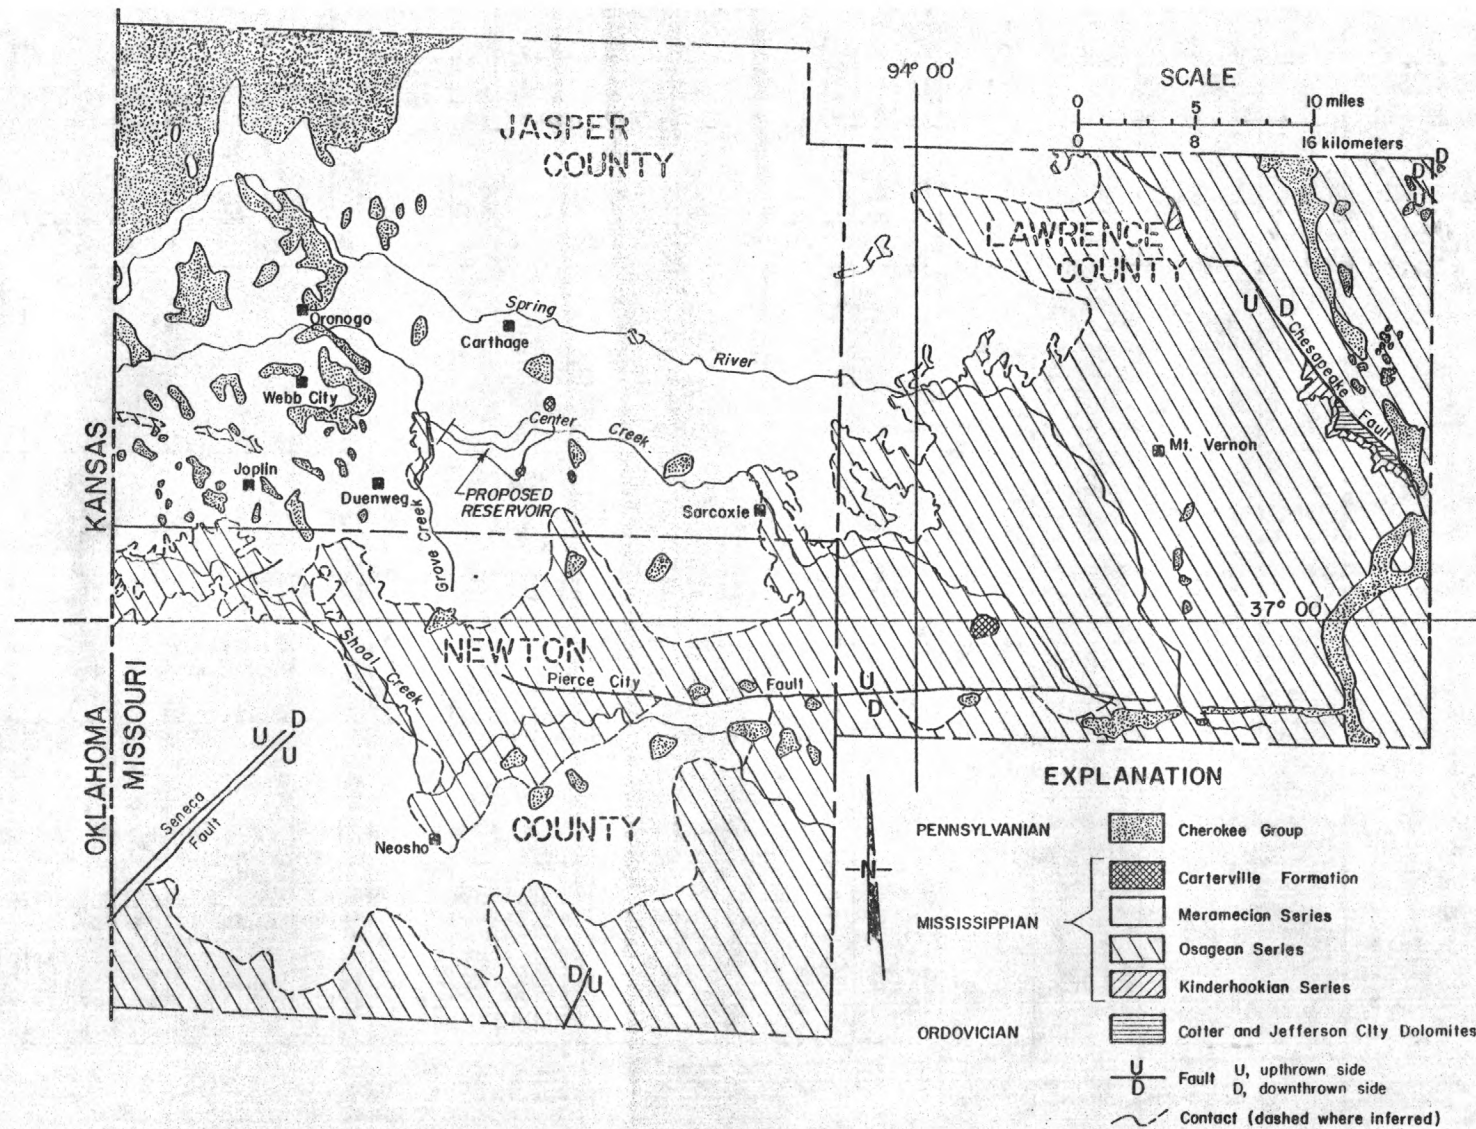 94° 00'
SCALE
0 5 10 miles
0 8 16 kilometers
JASPER
COUNTY
LAWRENCE
COUNTY
D
D
U
U D
Chesapeake
Fault
Spring
River
Oronogo
Carthage
Webb City
Center
Creek
Mt. Vernon
KANSAS
Joplin
Duenweg
PROPOSED
RESERVOIR
Sarcoxie
Grove Creek
37° 00'
NEWTON
Shoal Creek
Pierce City
Fault
U
D
OKLAHOMA
MISSOURI
U
D
U
Seneca
Fault
Neosho
COUNTY
D
U
N
EXPLANATION
PENNSYLVANIAN
Cherokee Group
MISSISSIPPIAN
Carterville Formation
Meramecian Series
Osagean Series
Kinderhookian Series
ORDOVICIAN
Cotter and Jefferson City Dolomites
U
D
Fault
U, upthrown side
D, downthrown side
Contact (dashed where inferred)